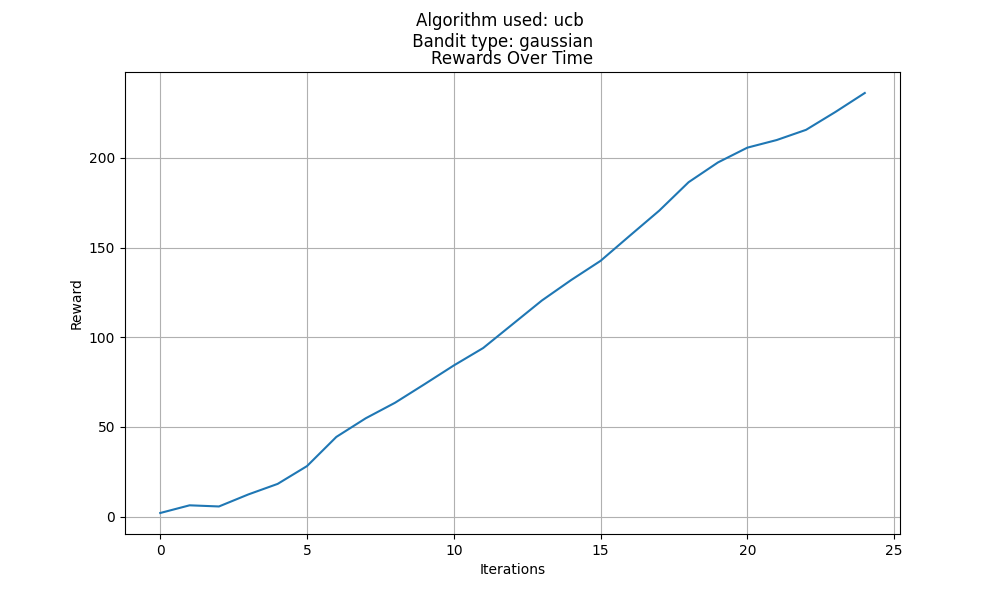 Algorithm used: ucb
Bandit type: gaussian
Rewards Over Time
200
150
100
50
0
Reward
0 5 10 15 20 25
Iterations